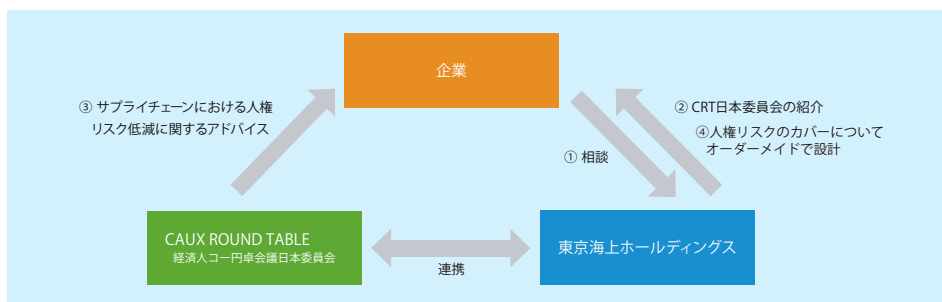 企業
③ サプライチェーンにおける人権
リスク低減に関するアドバイス
② CRT日本委員会の紹介
④人権リスクのカバーについて
オーダーメイドで設計
① 相談
CAUX ROUND TABLE
経済人コー円卓会議日本委員会
東京海上ホールディングス
連携